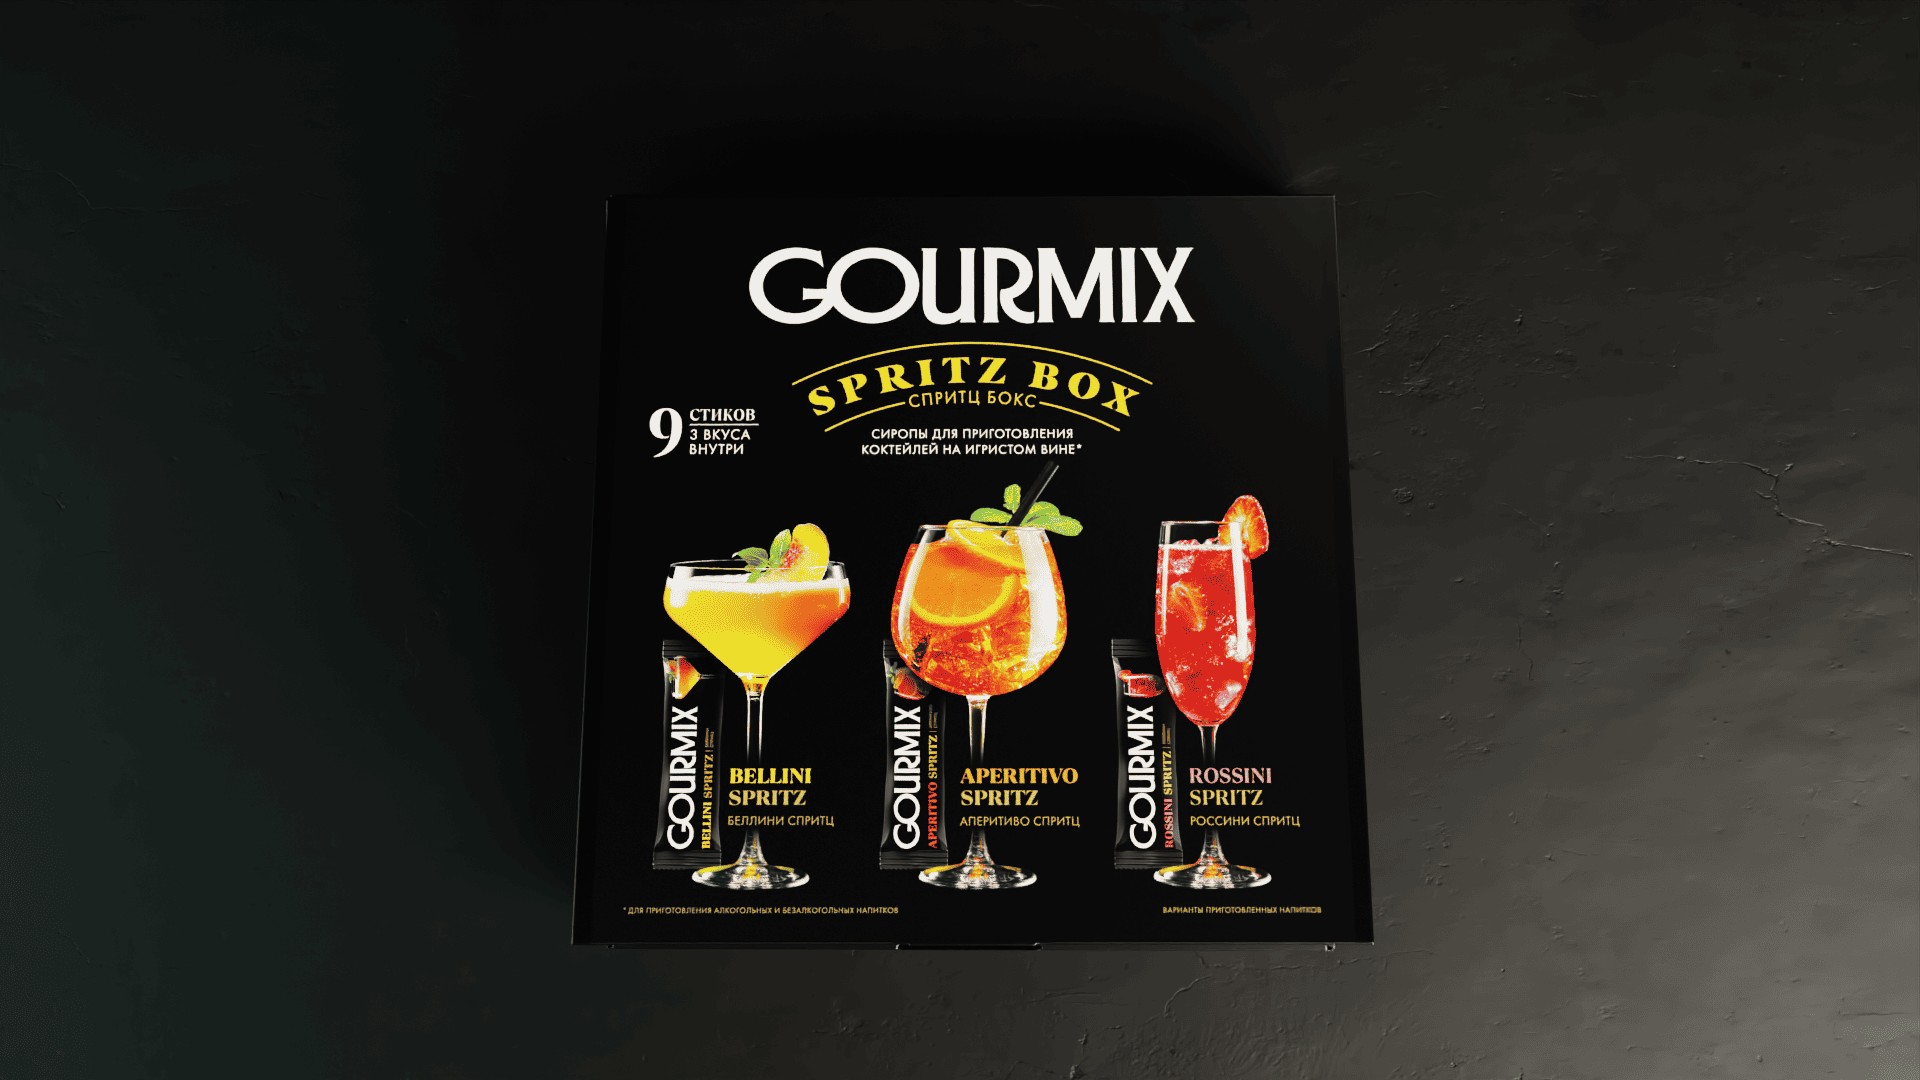 GOURMIX
SPRITZ BOX
СПРИТЦ БОКС
9 СТИКОВ
3 ВКУСА
ВНУТРИ
СИРОПЫ ДЛЯ ПРИГОТОВЛЕНИЯ
КОКТЕЙЛЕЙ НА ИГРИСТОМ ВИНЕ*
GOURMIX
BELLINI SPRITZ
BELLINI
SPRITZ
БЕЛЛИНИ СПРИТЦ
GOURMIX
APERITIVO SPRITZ
APERITIVO
SPRITZ
АПЕРИТИВО СПРИТЦ
GOURMIX
ROSSINI SPRITZ
ROSSINI
SPRITZ
РОССИНИ СПРИТЦ
* ДЛЯ ПРИГОТОВЛЕНИЯ АЛКОГОЛЬНЫХ И БЕЗАЛКОГОЛЬНЫХ НАПИТКОВ
ВАРИАНТЫ ПРИГОТОВЛЕННЫХ НАПИТКОВ